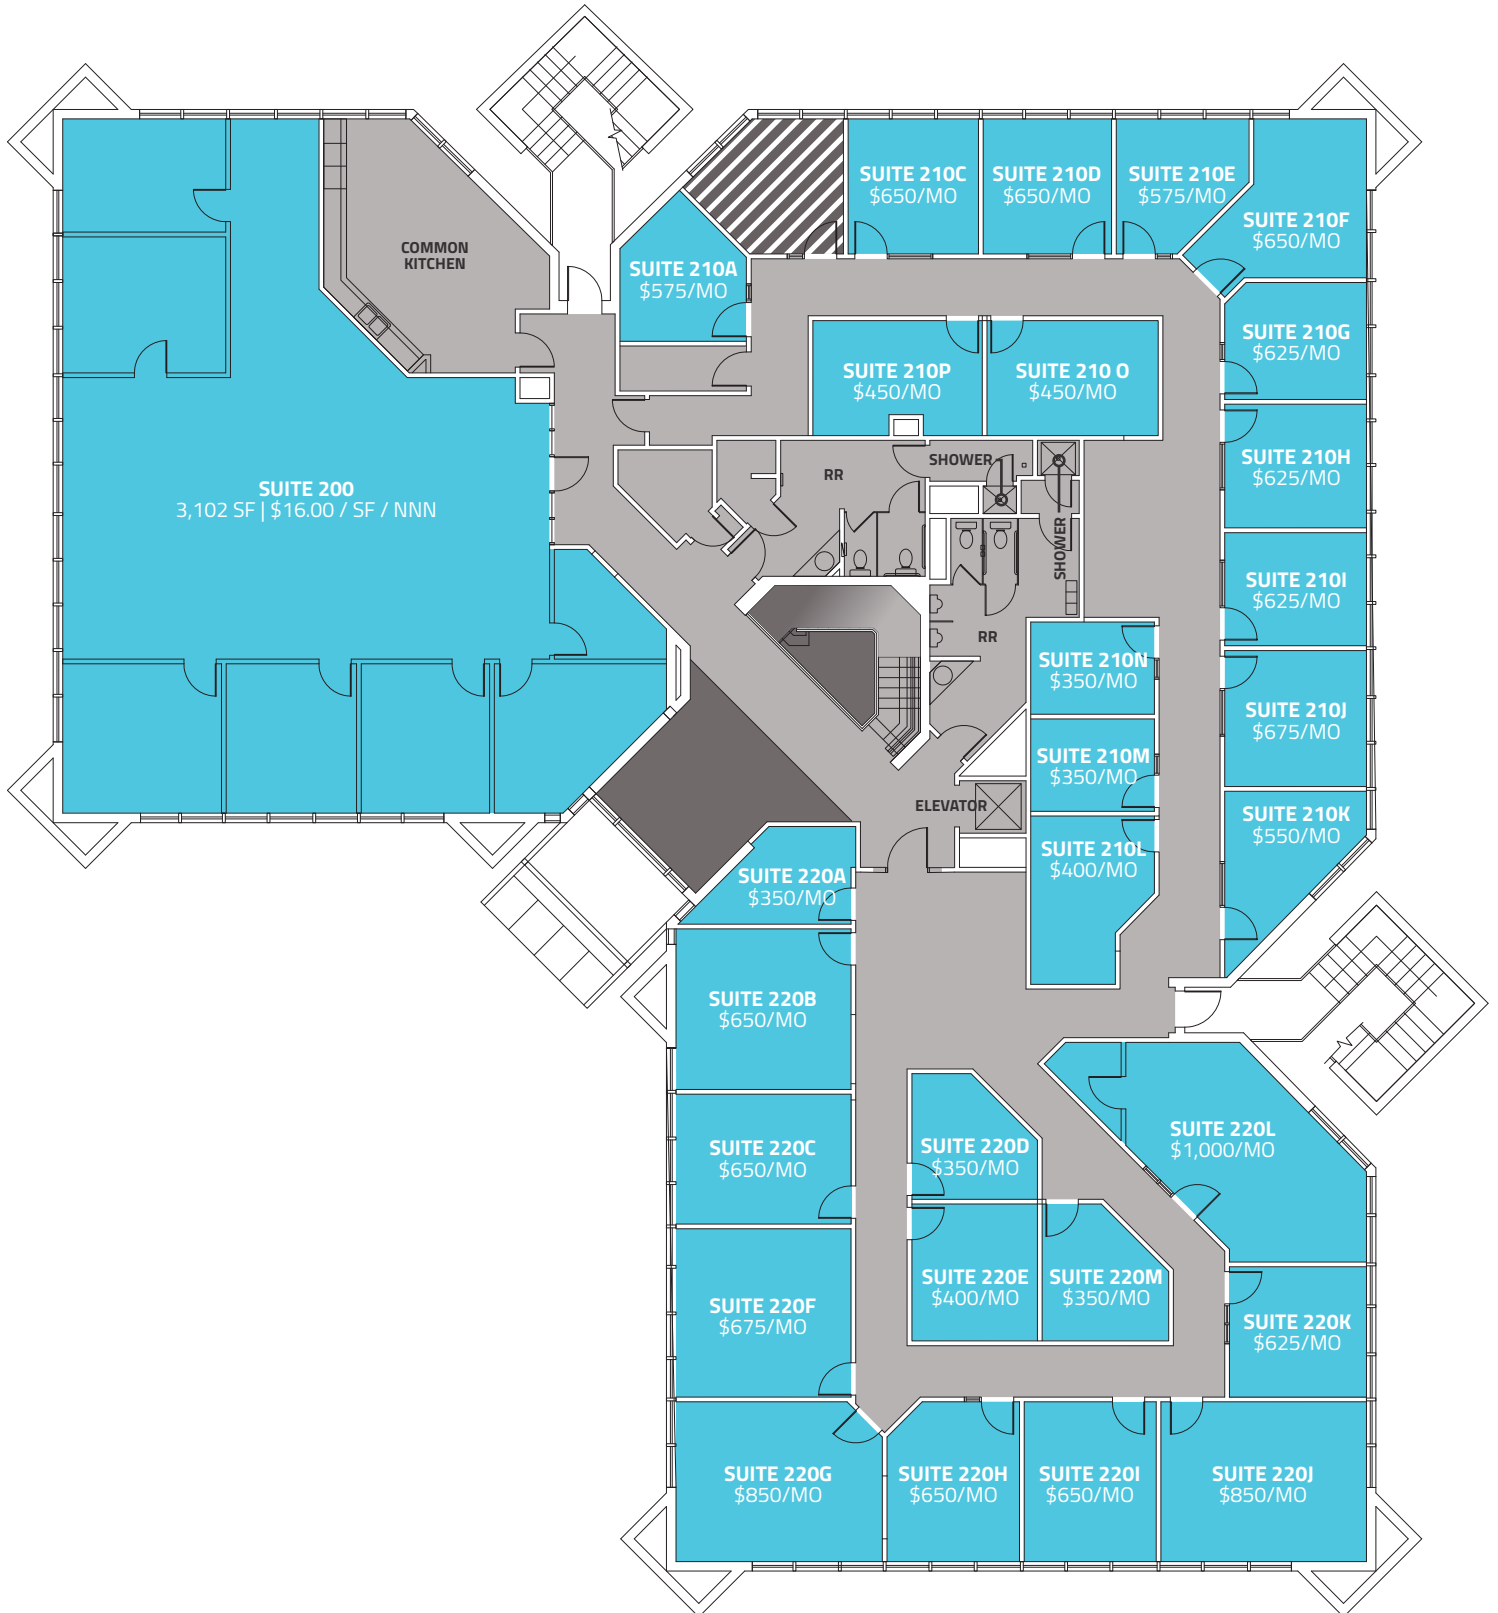 SUITE 210C
$650/MO
SUITE 210D
$650/MO
SUITE 210E
$575/MO
SUITE 210F
$650/MO
COMMON
KITCHEN
SUITE 210A
$575/MO
SUITE 210G
$625/MO
SUITE 210P
$450/MO
SUITE 210 O
$450/MO
SUITE 210H
$625/MO
RR
SHOWER
SUITE 200
3,102 SF | $16.00 / SF / NNN
SHOWER
SUITE 210I
$625/MO
RR
SUITE 210N
$350/MO
SUITE 210J
$675/MO
SUITE 210M
$350/MO
ELEVATOR
SUITE 210K
$550/MO
SUITE 210L
$400/MO
SUITE 220A
$350/MO
SUITE 220B
$650/MO
SUITE 220C
$650/MO
SUITE 220D
$350/MO
SUITE 220L
$1,000/MO
SUITE 220E
$400/MO
SUITE 220M
$350/MO
SUITE 220F
$675/MO
SUITE 220K
$625/MO
SUITE 220G
$850/MO
SUITE 220H
$650/MO
SUITE 220I
$650/MO
SUITE 220J
$850/MO